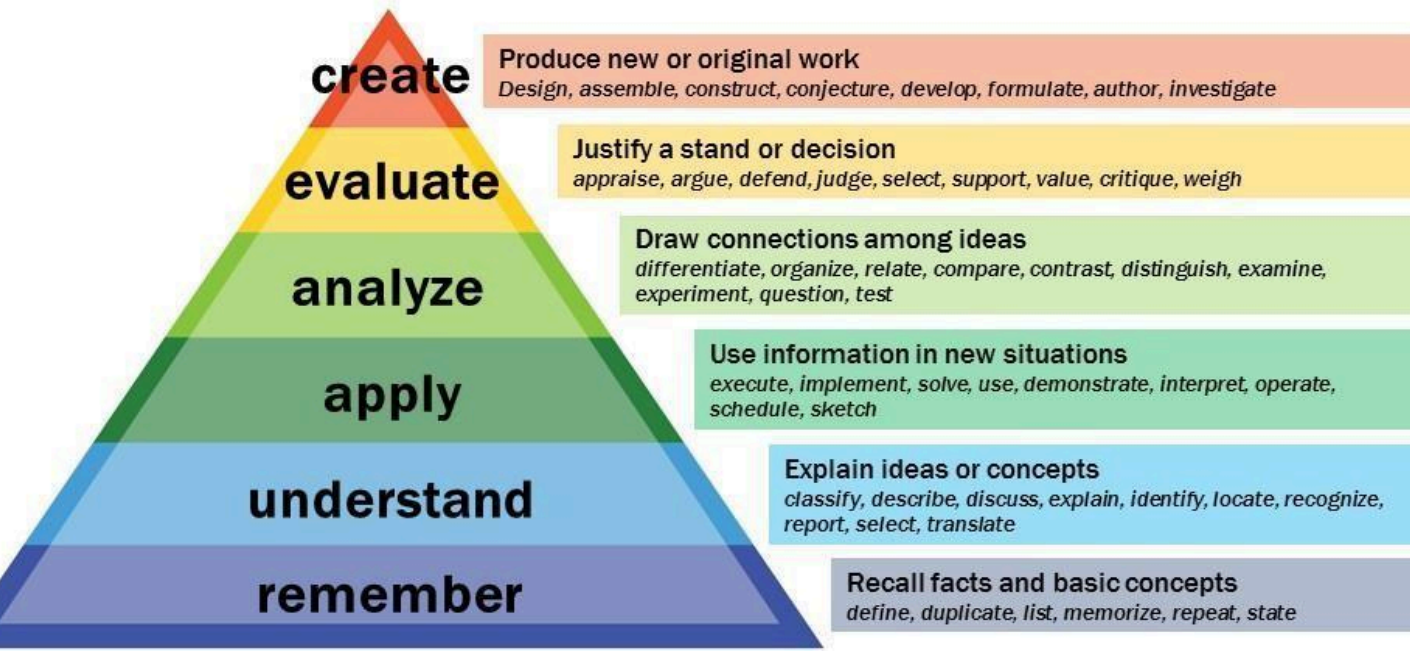 create
Produce new or original work
Design, assemble, construct, conjecture, develop, formulate, author, investigate
evaluate
Justify a stand or decision
appraise, argue, defend, judge, select, support, value, critique, weigh
analyze
Draw connections among ideas
differentiate, organize, relate, compare, contrast, distinguish, examine,
experiment, question, test
apply
Use information in new situations
execute, implement, solve, use, demonstrate, interpret, operate,
schedule, sketch
understand
Explain ideas or concepts
classify, describe, discuss, explain, identify, locate, recognize,
report, select, translate
remember
Recall facts and basic concepts
define, duplicate, list, memorize, repeat, state